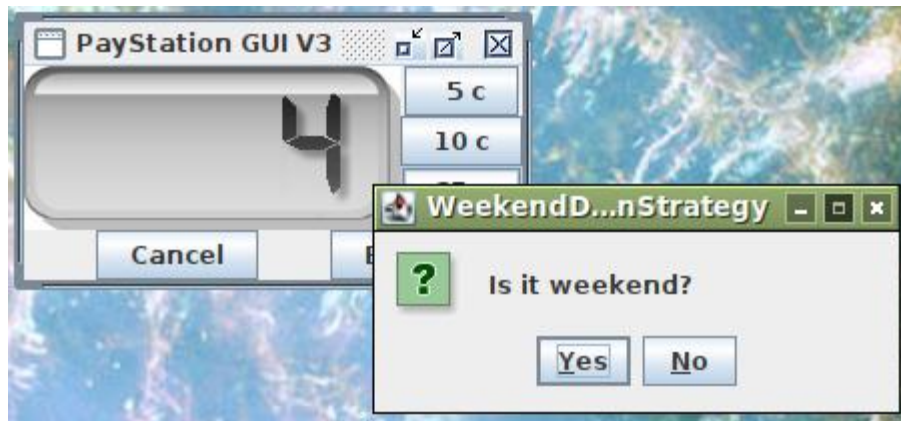 PayStation GUI V3
5 c
4
10 c
WeekendD...nStrategy
Cancel
?
Is it weekend?
Yes
No